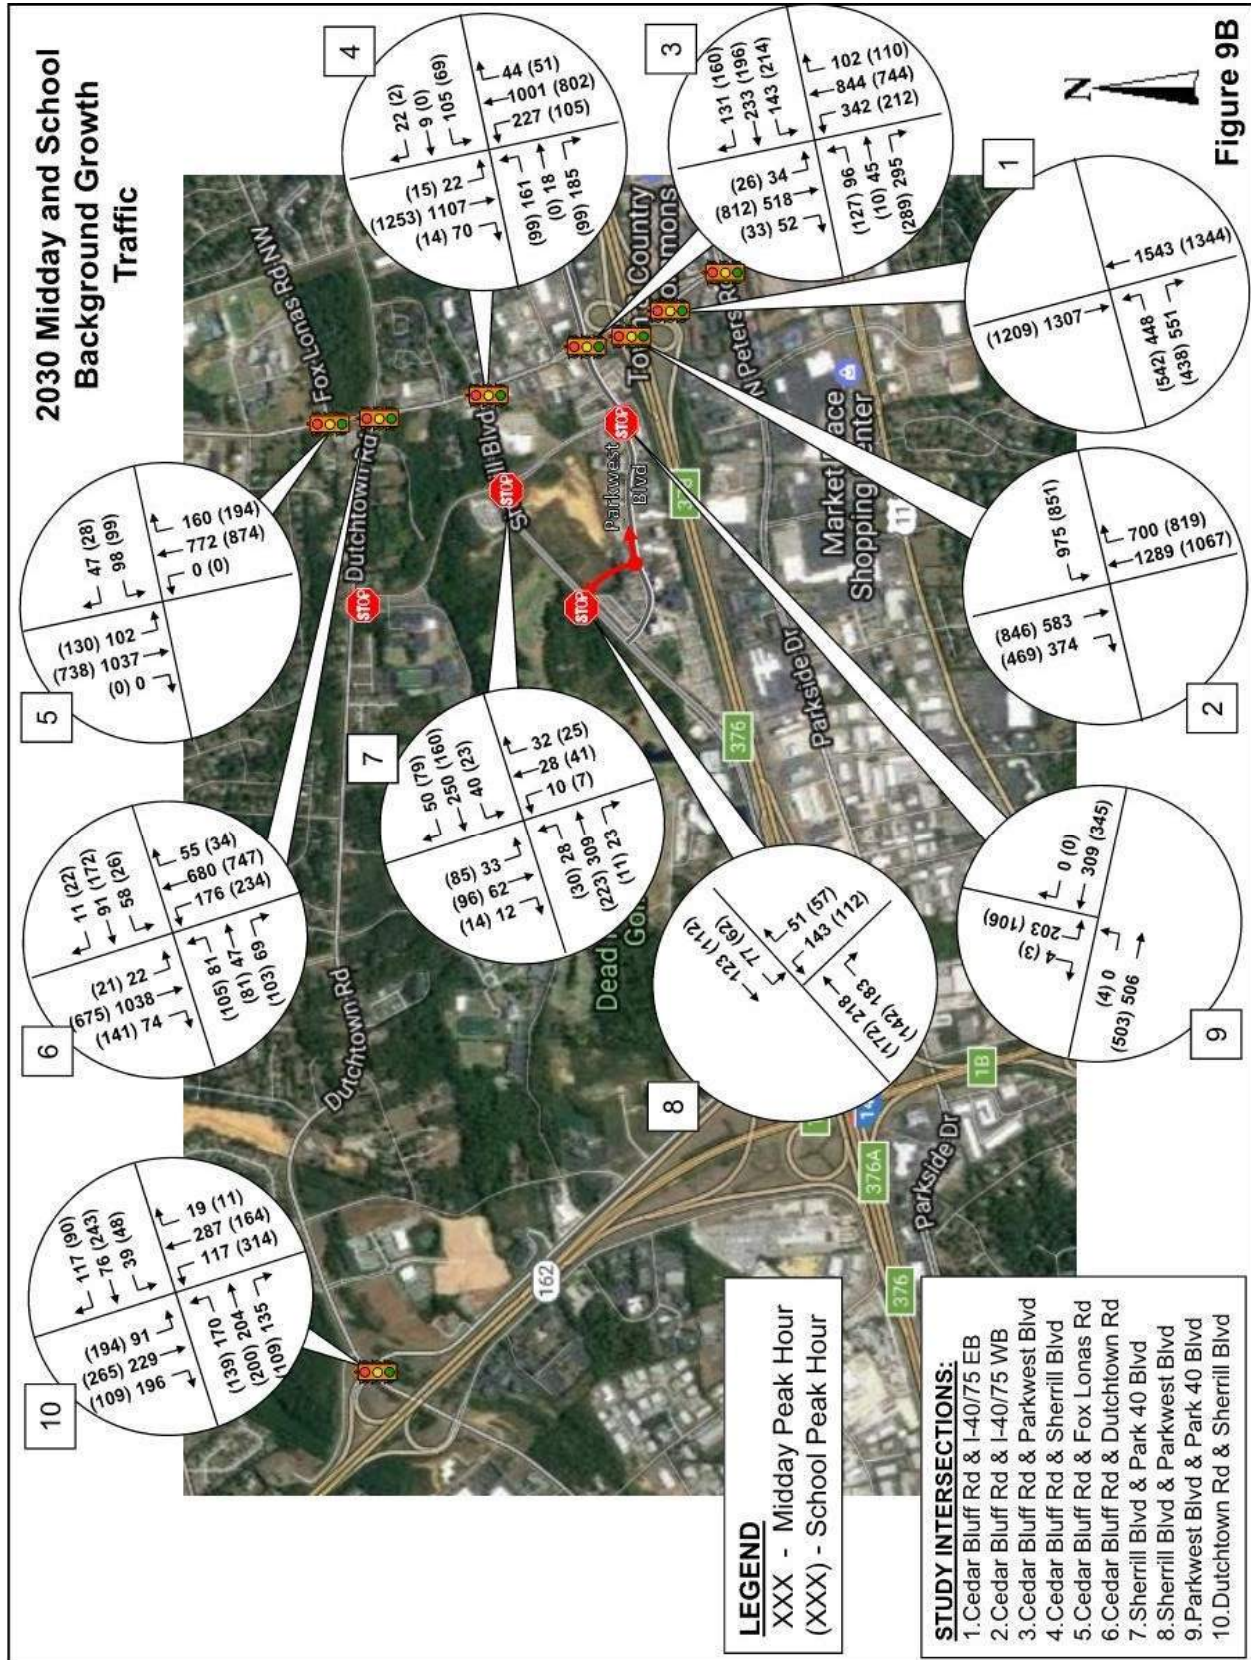 2030 Midday and School
Background Growth
Traffic
10
117 (90)
76 (243)
39 (48)
(194) 91
(265) 229
(109) 196
19 (11)
287 (164)
117 (314)
(139) 170
(200) 204
(109) 135
6
11 (22)
91 (172)
58 (26)
(21) 22
(675) 1038
(141) 74
55 (34)
680 (747)
176 (234)
(105) 81
(81) 47
(103) 69
5
47 (28)
98 (99)
(130) 102
(738) 1037
(0) 0
160 (194)
772 (874)
0 (0)
4
22 (2)
9 (0)
105 (69)
(15) 22
(1253) 1107
(14) 70
44 (51)
1001 (802)
227 (105)
(99) 161
(0) 18
(99) 185
7
50 (79)
250 (160)
40 (23)
(85) 33
(96) 62
(14) 12
32 (25)
28 (41)
10 (7)
(30) 28
(223) 309
(11) 23
3
131 (160)
233 (196)
143 (214)
(26) 34
(812) 518
(33) 52
102 (110)
844 (744)
342 (212)
(127) 96
(10) 45
(289) 295
8
77 (62)
123 (112)
51 (57)
143 (112)
(172) 218
(142) 183
9
0 (0)
309 (345)
203 (106)
4 (3)
(4) 0
(503) 506
2
975 (851)
(846) 583
(469) 374
700 (819)
1289 (1067)
1
(1209) 1307
1543 (1344)
(542) 448
(438) 551
Fox Lonas Rd NW
Dutchtown Rd
Dutchtown Rd
STOP
STOP
STOP
STOP
Blvd
Parkwest
Blvd
Country
N Peters
Market
Shopping Center
11
Parkside Dr
Parkside Dr
376
376
376A
1B
162
Dead
N
LEGEND
XXX - Midday Peak Hour
(XXX) - School Peak Hour
STUDY INTERSECTIONS:
1.Cedar Bluff Rd & I-40/75 EB
2.Cedar Bluff Rd & I-40/75 WB
3.Cedar Bluff Rd & Parkwest Blvd
4.Cedar Bluff Rd & Sherrill Blvd
5.Cedar Bluff Rd & Fox Lonas Rd
6.Cedar Bluff Rd & Dutchtown Rd
7.Sherrill Blvd & Park 40 Blvd
8.Sherrill Blvd & Parkwest Blvd
9.Parkwest Blvd & Park 40 Blvd
10.Dutchtown Rd & Sherrill Blvd
Figure 9B